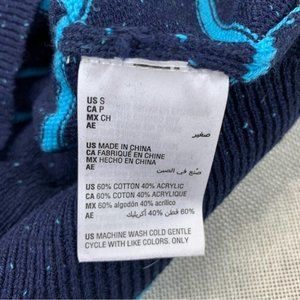 US S
CA P
MX CH
AE
صغير
US MADE IN CHINA
CA FABRIQUÉ EN CHINE
MX HECHO EN CHINA
AE صنع في الصين
US 60% COTTON 40% ACRYLIC
CA 60% COTON 40% ACRYLIQUE
MX 60% algodón 40% acrílico
AE 60% قطن 40% أكريليك
US MACHINE WASH COLD GENTLE
CYCLE WITH LIKE COLORS. ONLY